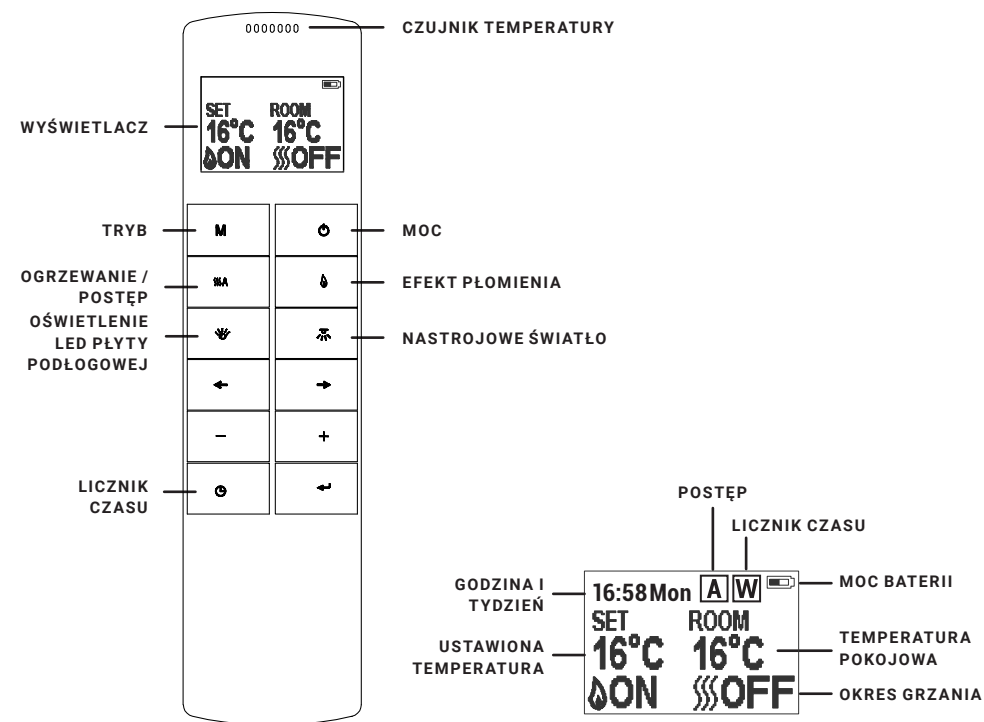 0000000
CZUJNIK TEMPERATURY
SET ROOM
16°C 16°C
ON OFF
WYŚWIETLACZ
TRYB
M
MOC
OGRZEWANIE /
POSTĘP
A
EFEKT PŁOMIENIA
OŚWIETLENIE
LED PŁYTY
PODŁOGOWEJ
NASTROJOWE ŚWIATŁO
- +
LICZNIK
CZASU
POSTĘP
LICZNIK CZASU
GODZINA I
TYDZIEŃ
16:58 Mon A W
MOC BATERII
SET ROOM
16°C 16°C
USTAWIONA
TEMPERATURA
TEMPERATURA
POKOJOWA
ON OFF
OKRES GRZANIA